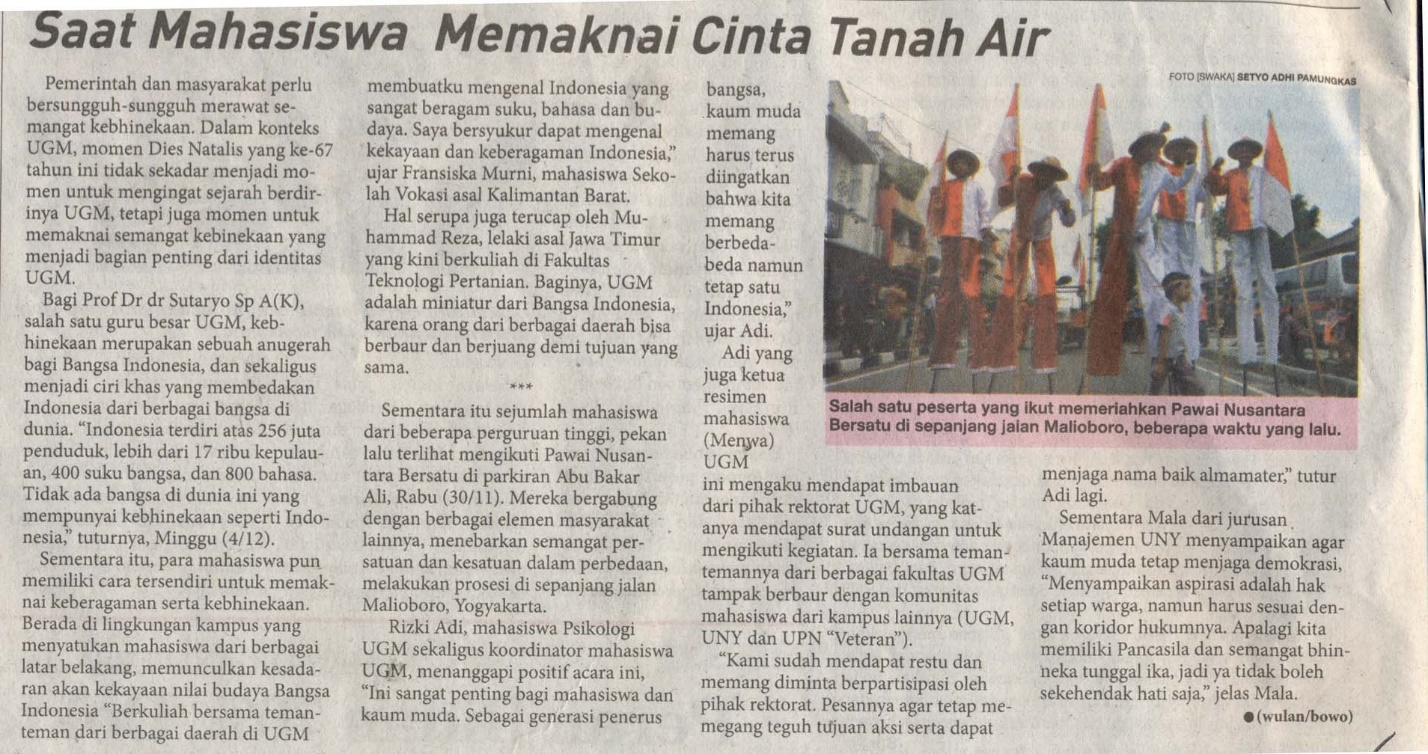 Saat Mahasiswa Memaknai Cinta Tanah Air
Pemerintah dan masyarakat perlu
bersungguh-sungguh merawat se-
mangat kebhinekaan. Dalam konteks
UGM, momen Dies Natalis yang ke-67
tahun ini tidak sekadar menjadi mo-
men untuk mengingat sejarah berdir-
inya UGM, tetapi juga momen untuk
memaknai semangat kebinekaan yang
menjadi bagian penting dari identitas
UGM.
Bagi Prof Dr dr Sutaryo Sp A(K),
salah satu guru besar UGM, keb-
hinekaan merupakan sebuah anugerah
bagi Bangsa Indonesia, dan sekaligus
menjadi ciri khas yang membedakan
Indonesia dari berbagai bangsa di
dunia. “Indonesia terdiri atas 256 juta
penduduk, lebih dari 17 ribu kepulau-
an, 400 suku bangsa, dan 800 bahasa.
Tidak ada bangsa di dunia ini yang
mempunyai kebhinekaan seperti Indo-
nesia,” tuturnya, Minggu (4/12).
Sementara itu, para mahasiswa pun
memiliki cara tersendiri untuk memak-
nai keberagaman serta kebhinekaan.
Berada di lingkungan kampus yang
menyatukan mahasiswa dari berbagai
latar belakang, memunculkan kesada-
ran akan kekayaan nilai budaya Bangsa
Indonesia “Berkuliah bersama teman-
teman dari berbagai daerah di UGM
membuatku mengenal Indonesia yang
sangat beragam suku, bahasa dan bu-
daya. Saya bersyukur dapat mengenal
kekayaan dan keberagaman Indonesia,”
ujar Fransiska Murni, mahasiswa Seko-
lah Vokasi asal Kalimantan Barat.
Hal serupa juga terucap oleh Mu-
hammad Reza, lelaki asal Jawa Timur
yang kini berkuliah di Fakultas
Teknologi Pertanian. Baginya, UGM
adalah miniatur dari Bangsa Indonesia,
karena orang dari berbagai daerah bisa
berbaur dan berjuang demi tujuan yang
sama.
***
Sementara itu sejumlah mahasiswa
dari beberapa perguruan tinggi, pekan
lalu terlihat mengikuti Pawai Nusan-
tara Bersatu di parkiran Abu Bakar
Ali, Rabu (30/11). Mereka bergabung
dengan berbagai elemen masyarakat
lainnya, menebarkan semangat per-
satuan dan kesatuan dalam perbedaan,
melakukan prosesi di sepanjang jalan
Malioboro, Yogyakarta.
Rizki Adi, mahasiswa Psikologi
UGM sekaligus koordinator mahasiswa
UGM, menanggapi positif acara ini,
“Ini sangat penting bagi mahasiswa dan
kaum muda. Sebagai generasi penerus
bangsa,
kaum muda
memang
harus terus
diingatkan
bahwa kita
memang
berbeda-
beda namun
tetap satu
Indonesia,”
ujar Adi.
Adi yang
juga ketua
resimen
mahasiswa
(Menwa)
UGM
ini mengaku mendapat imbauan
dari pihak rektorat UGM, yang kat-
anya mendapat surat undangan untuk
mengikuti kegiatan. Ia bersama teman-
temannya dari berbagai fakultas UGM
tampak berbaur dengan komunitas
mahasiswa dari kampus lainnya (UGM,
UNY dan UPN “Veteran”).
“Kami sudah mendapat restu dan
memang diminta berpartisipasi oleh
pihak rektorat. Pesannya agar tetap me-
megang teguh tujuan aksi serta dapat
FOTO [SWAKA] SETYO ADHI PAMUNGKAS
Salah satu peserta yang ikut memeriahkan Pawai Nusantara
Bersatu di sepanjang jalan Malioboro, beberapa waktu yang lalu.
menjaga nama baik almamater,” tutur
Adi lagi.
Sementara Mala dari jurusan
Manajemen UNY menyampaikan agar
kaum muda tetap menjaga demokrasi,
“Menyampaikan aspirasi adalah hak
setiap warga, namun harus sesuai den-
gan koridor hukumnya. Apalagi kita
memiliki Pancasila dan semangat bhin-
neka tunggal ika, jadi ya tidak boleh
sekehendak hati saja,” jelas Mala.
●(wulan/bowo)